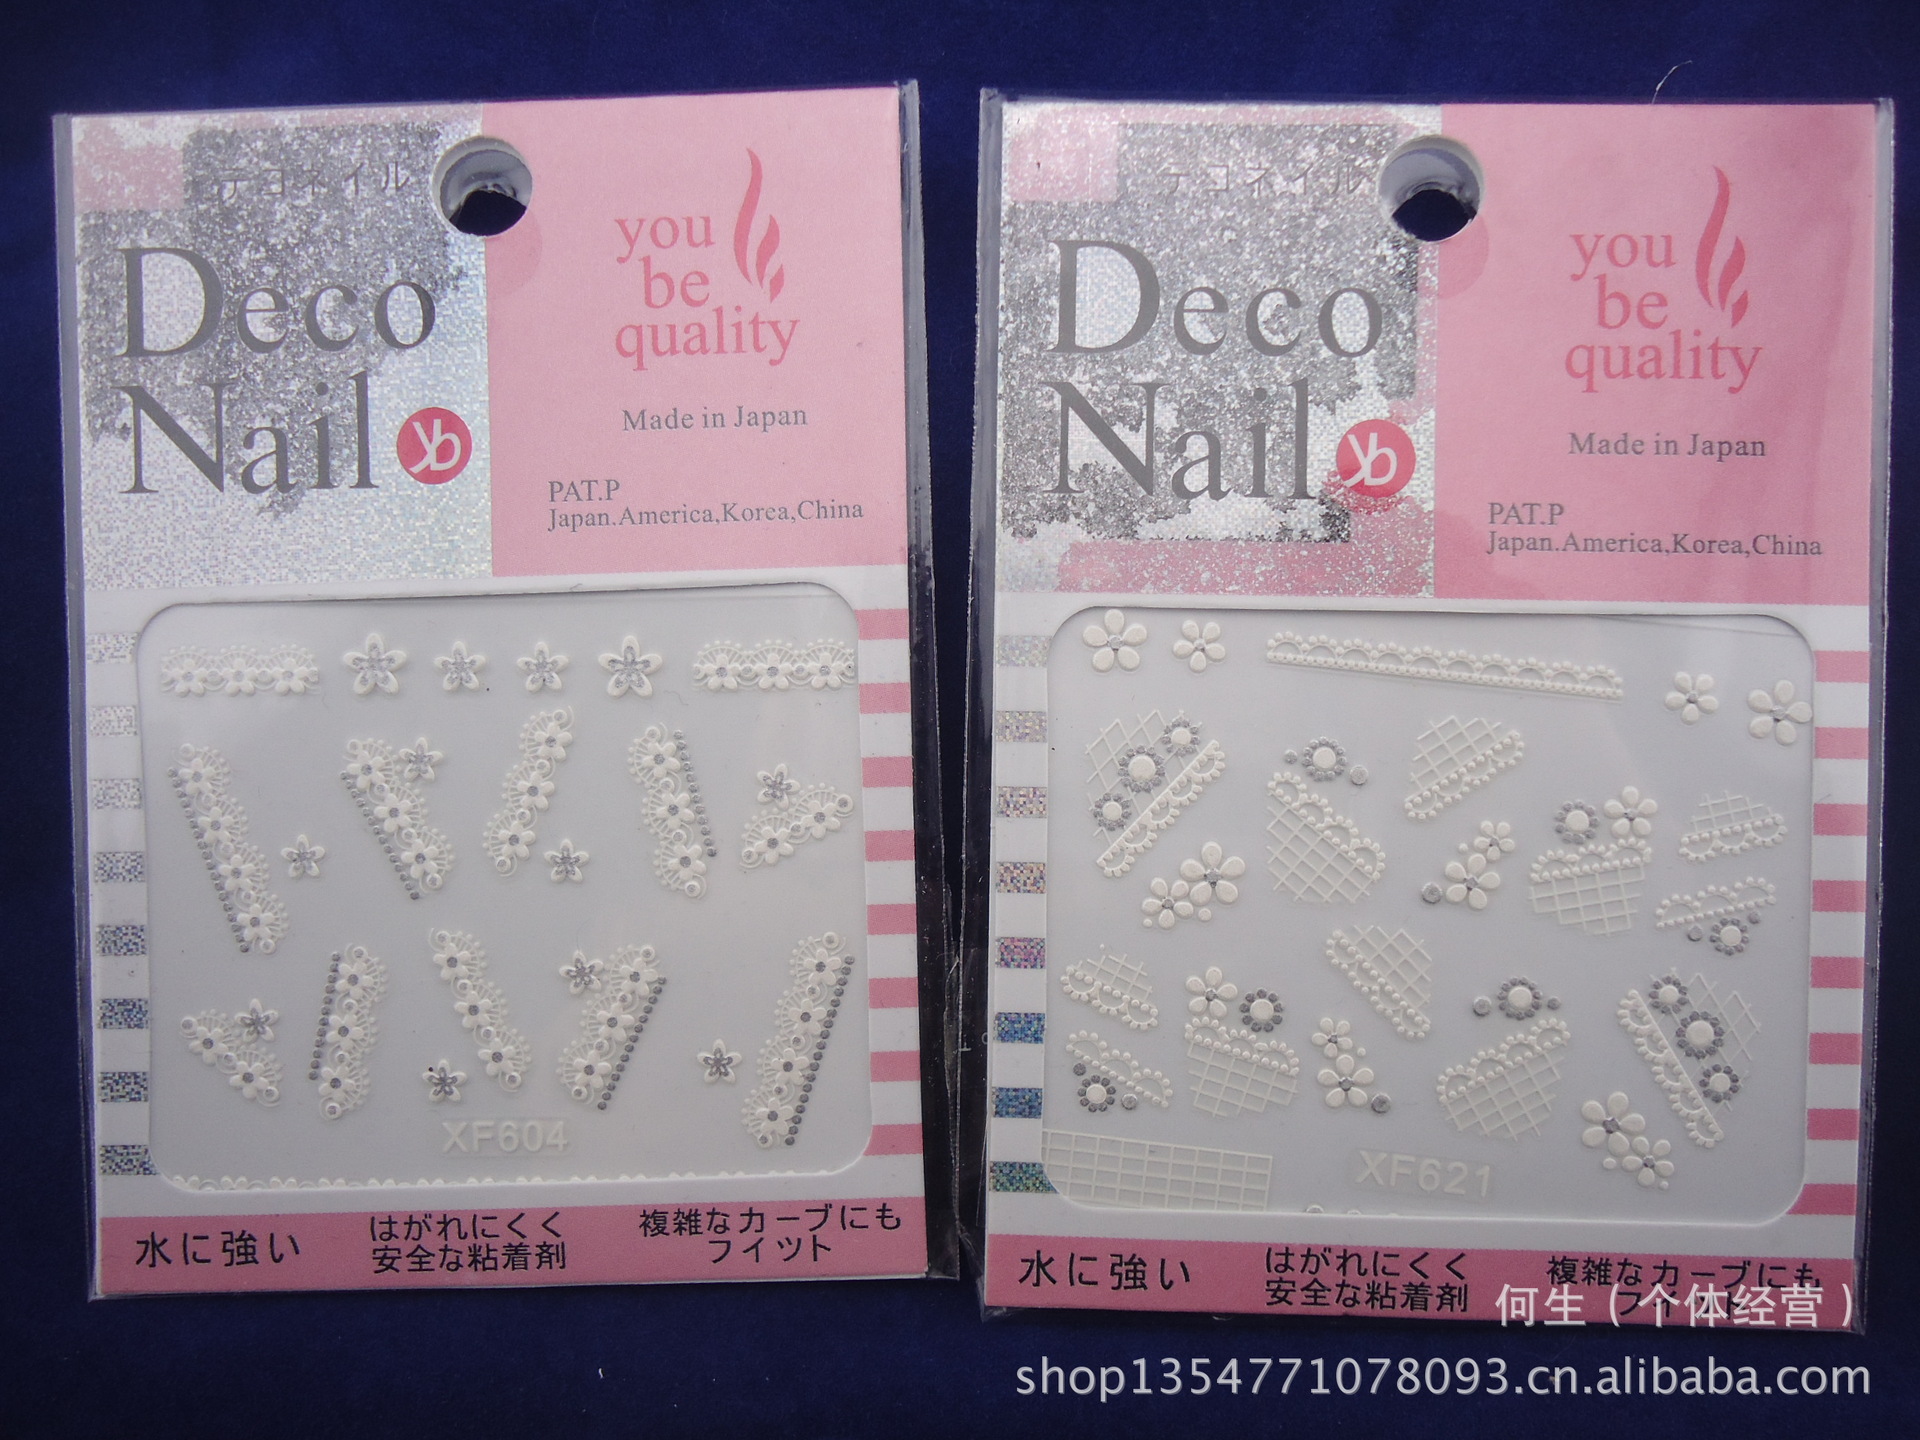 デコネイル
Deco
Nail
yb
you
be
quality
Made in Japan
PAT.P
Japan.America,Korea,China
XF604
水に強い
はがれにくく
安全な粘着剤
複雑なカーブにも
フィット
デコネイル
Deco
Nail
yb
you
be
quality
Made in Japan
PAT.P
Japan.America,Korea,China
XF621
水に強い
はがれにくく
安全な粘着剤
複雑なカーブにも
フィット
何生（个体经营）
shop1354771078093.cn.alibaba.com